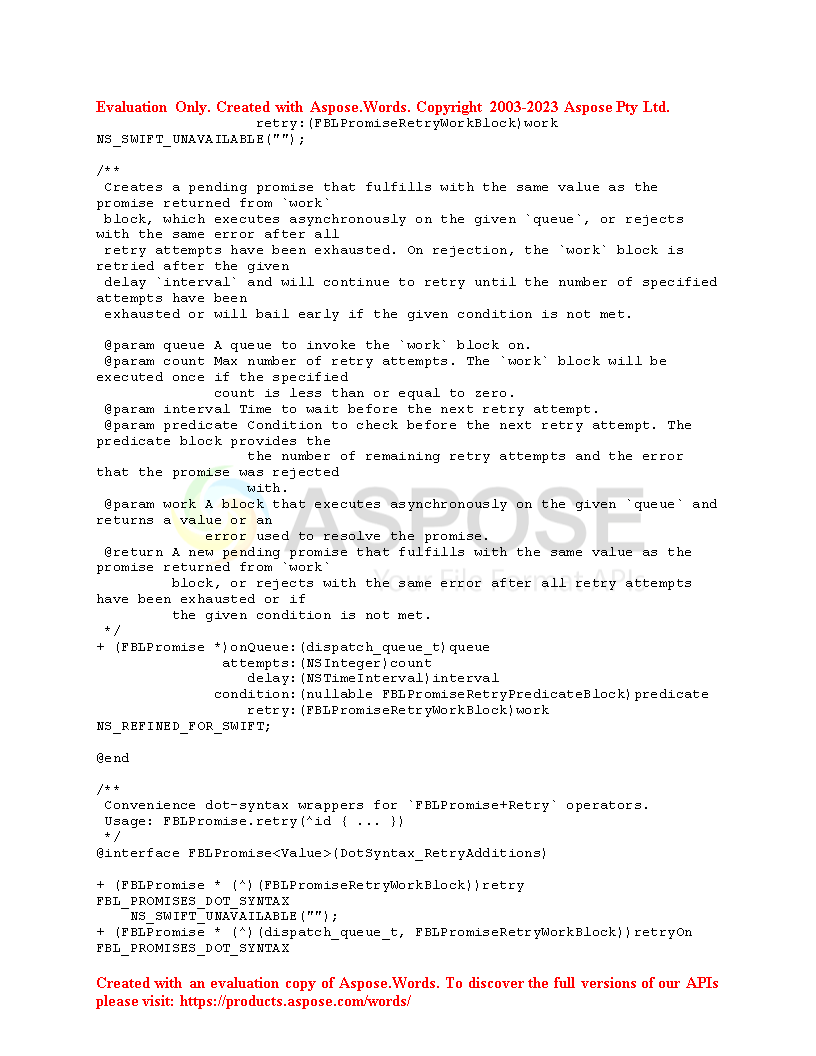 Evaluation Only. Created with Aspose.Words. Copyright 2003-2023 Aspose Pty Ltd.
                   retry:(FBLPromiseRetryWorkBlock)work
NS_SWIFT_UNAVAILABLE("");

/**
 Creates a pending promise that fulfills with the same value as the
promise returned from `work`
 block, which executes asynchronously on the given `queue`, or rejects
with the same error after all
 retry attempts have been exhausted. On rejection, the `work` block is
retried after the given
 delay `interval` and will continue to retry until the number of specified
attempts have been
 exhausted or will bail early if the given condition is not met.

 @param queue A queue to invoke the `work` block on.
 @param count Max number of retry attempts. The `work` block will be
executed once if the specified
              count is less than or equal to zero.
 @param interval Time to wait before the next retry attempt.
 @param predicate Condition to check before the next retry attempt. The
predicate block provides the
                  the number of remaining retry attempts and the error
that the promise was rejected
                  with.
 @param work A block that executes asynchronously on the given `queue` and
returns a value or an
             error used to resolve the promise.
 @return A new pending promise that fulfills with the same value as the
promise returned from `work`
         block, or rejects with the same error after all retry attempts
have been exhausted or if
         the given condition is not met.
 */
+ (FBLPromise *)onQueue:(dispatch_queue_t)queue
               attempts:(NSInteger)count
                  delay:(NSTimeInterval)interval
              condition:(nullable FBLPromiseRetryPredicateBlock)predicate
                  retry:(FBLPromiseRetryWorkBlock)work
NS_REFINED_FOR_SWIFT;

@end

/**
 Convenience dot-syntax wrappers for `FBLPromise+Retry` operators.
 Usage: FBLPromise.retry(^id { ... })
 */
@interface FBLPromise<Value>(DotSyntax_RetryAdditions)

+ (FBLPromise * (^)(FBLPromiseRetryWorkBlock))retry
FBL_PROMISES_DOT_SYNTAX
    NS_SWIFT_UNAVAILABLE("");
+ (FBLPromise * (^)(dispatch_queue_t, FBLPromiseRetryWorkBlock))retryOn
FBL_PROMISES_DOT_SYNTAX

Created with an evaluation copy of Aspose.Words. To discover the full versions of our APIs
please visit: https://products.aspose.com/words/
ASPOSE
Your File Format APIs